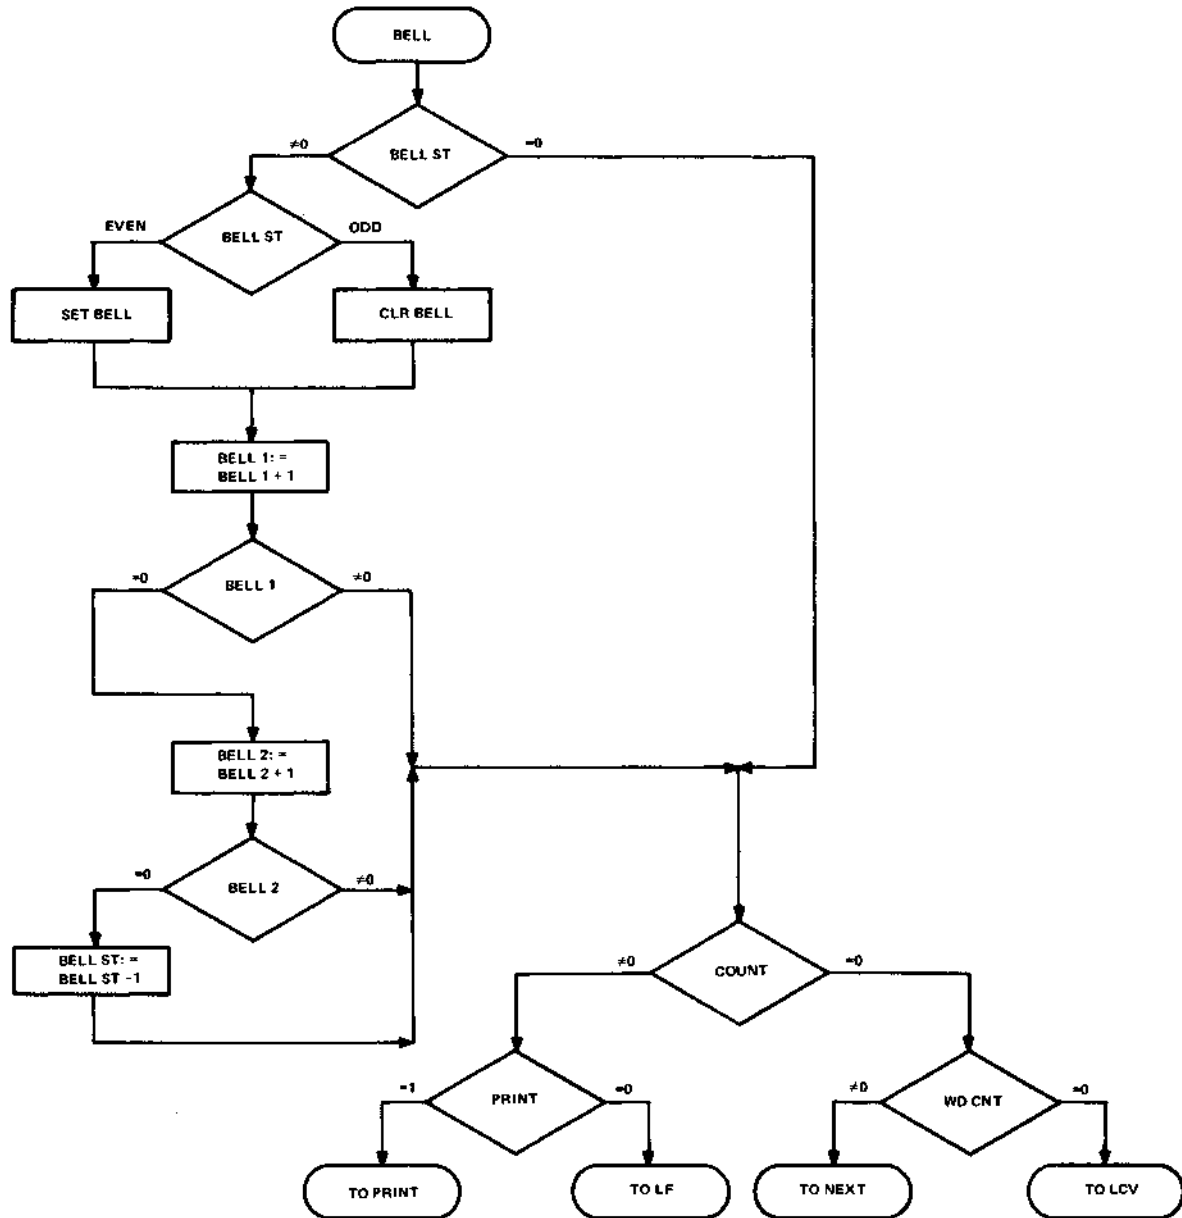 BELL
≠0
=0
BELL ST
EVEN
BELL ST
ODD
SET BELL
CLR BELL
BELL 1: =
BELL 1 + 1
=0
BELL 1
≠0
BELL 2: =
BELL 2 + 1
=0
BELL 2
≠0
BELL ST: =
BELL ST -1
≠0
COUNT
=0
=1
PRINT
=0
≠0
WD CNT
=0
TO PRINT
TO LF
TO NEXT
TO LCV